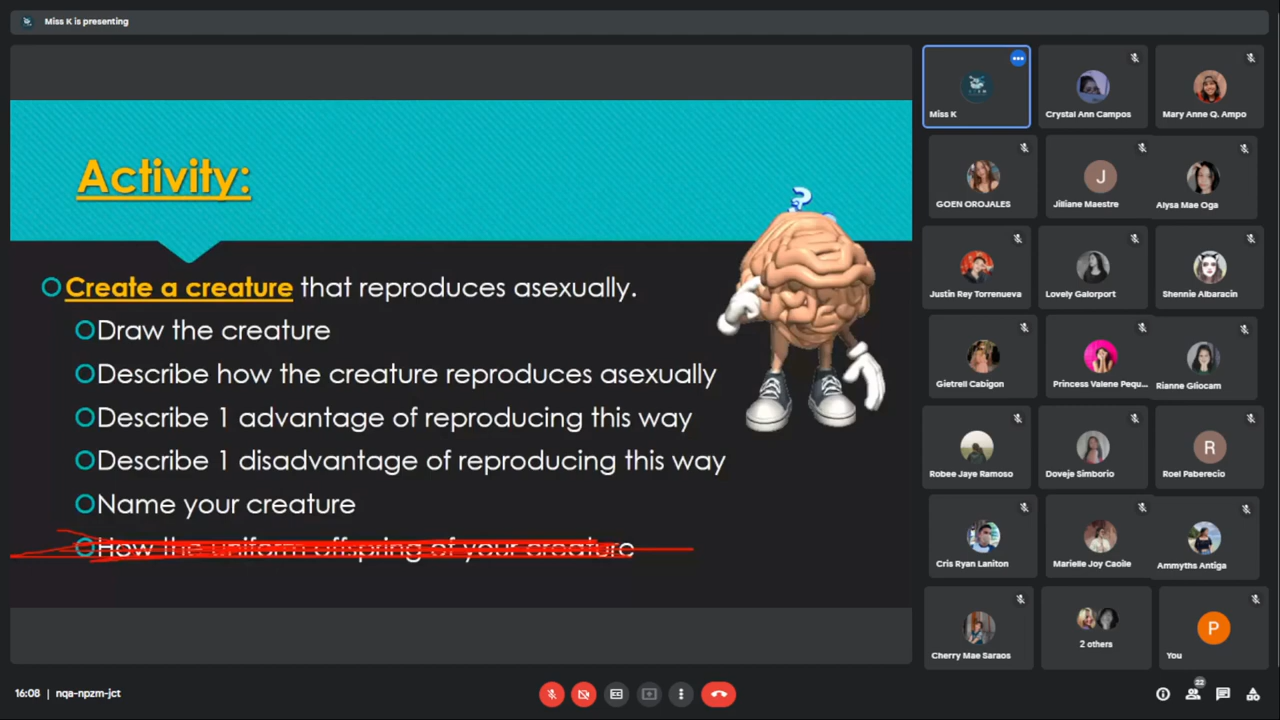 Miss K is presenting
Activity:
Create a creature that reproduces asexually.
Draw the creature
Describe how the creature reproduces asexually
Describe 1 advantage of reproducing this way
Describe 1 disadvantage of reproducing this way
Name your creature
How the uniform offspring of your creature
Miss K
Crystal Ann Campos
Mary Anne Q. Ampo
GOEN OROJALES
J
Jilliane Maestre
Alysa Mae Oga
Justin Rey Torrenueva
Lovely Galorport
Shennie Albaracin
Gietrell Cabigon
Princess Valene Pequ...
Rianne Gliocam
Robee Jaye Ramoso
Doveje Simborio
R
Roel Paberecio
Cris Ryan Laniton
Marielle Joy Caoile
Ammyths Antiga
Cherry Mae Saraos
2 others
P
You
16:08 | nqa-npzm-jct
22